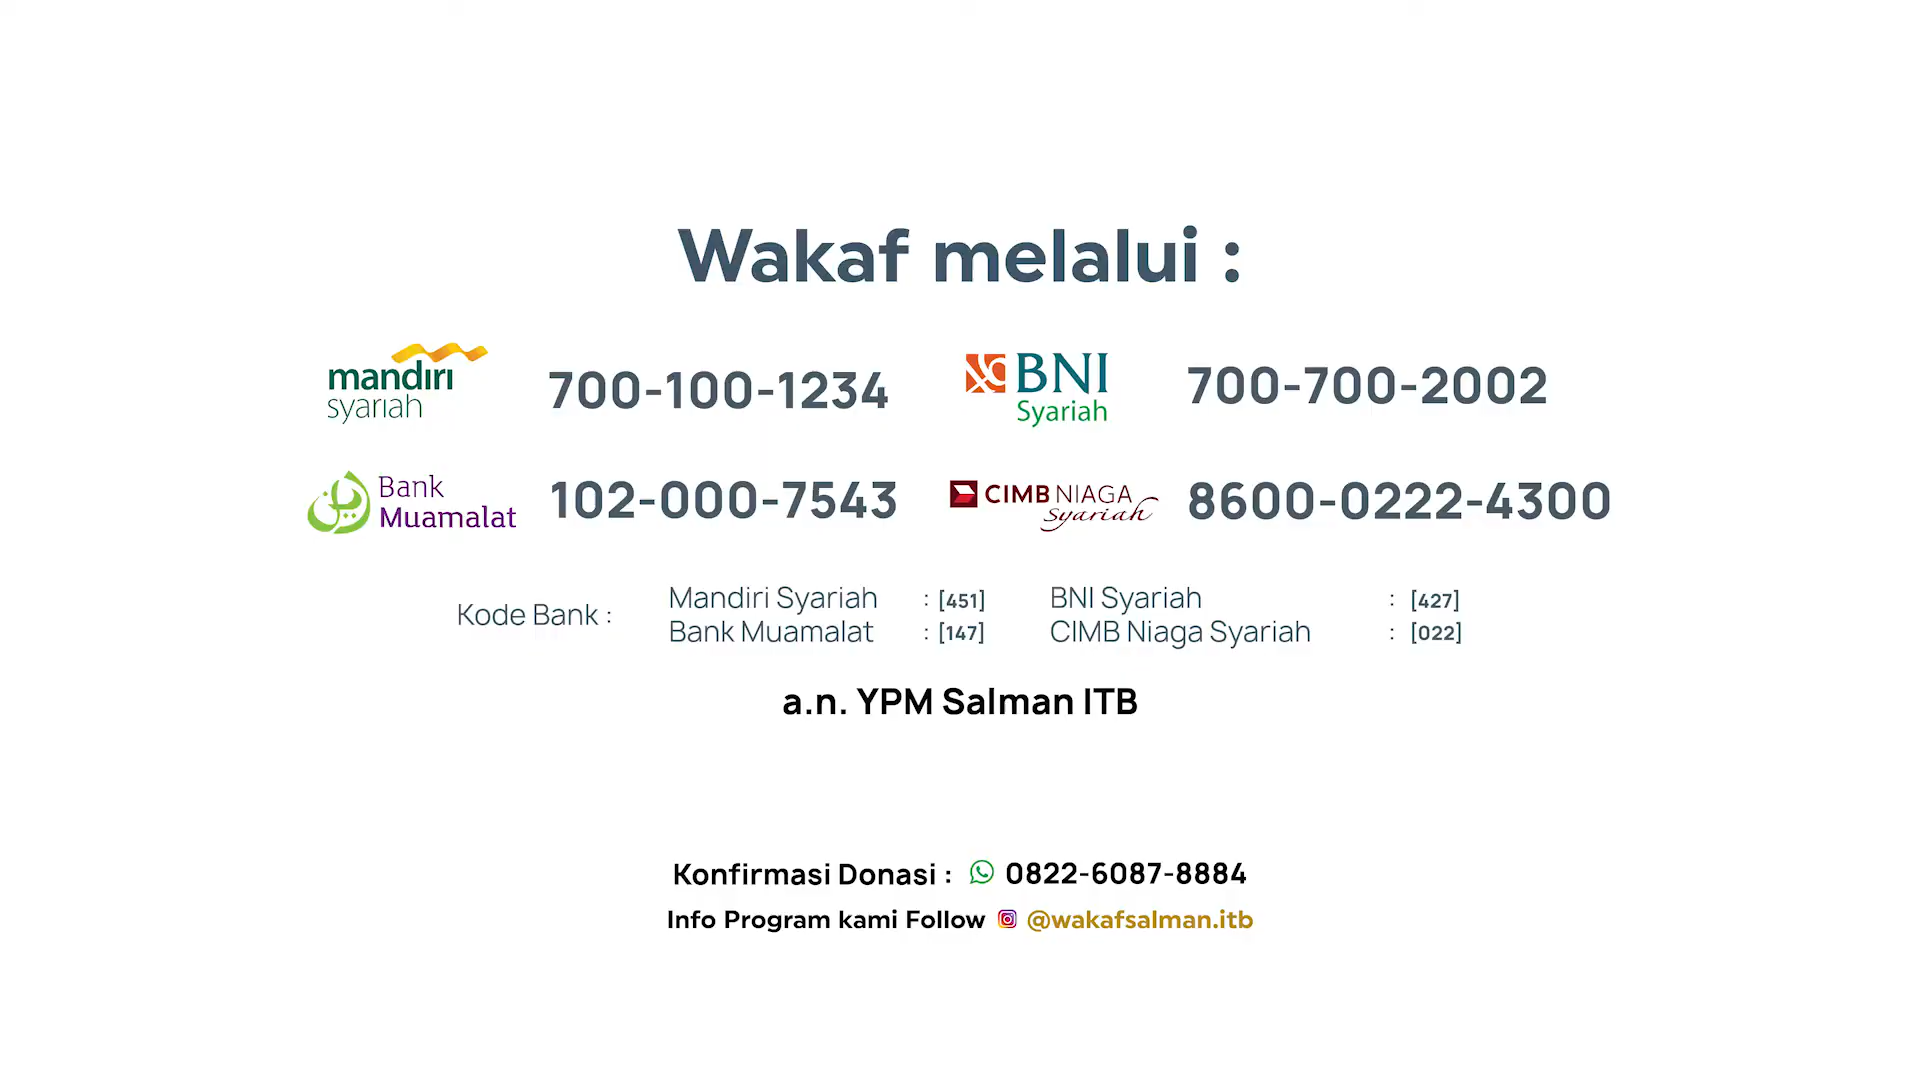 Wakaf melalui :
mandiri
syariah
700-100-1234
BNI
Syariah
700-700-2002
Bank
Muamalat
102-000-7543
CIMB NIAGA
Syariah
8600-0222-4300
Kode Bank :
Mandiri Syariah : [451]
Bank Muamalat : [147]
BNI Syariah : [427]
CIMB Niaga Syariah : [022]
a.n. YPM Salman ITB
Konfirmasi Donasi : 0822-6087-8884
Info Program kami Follow @wakafsalman.itb